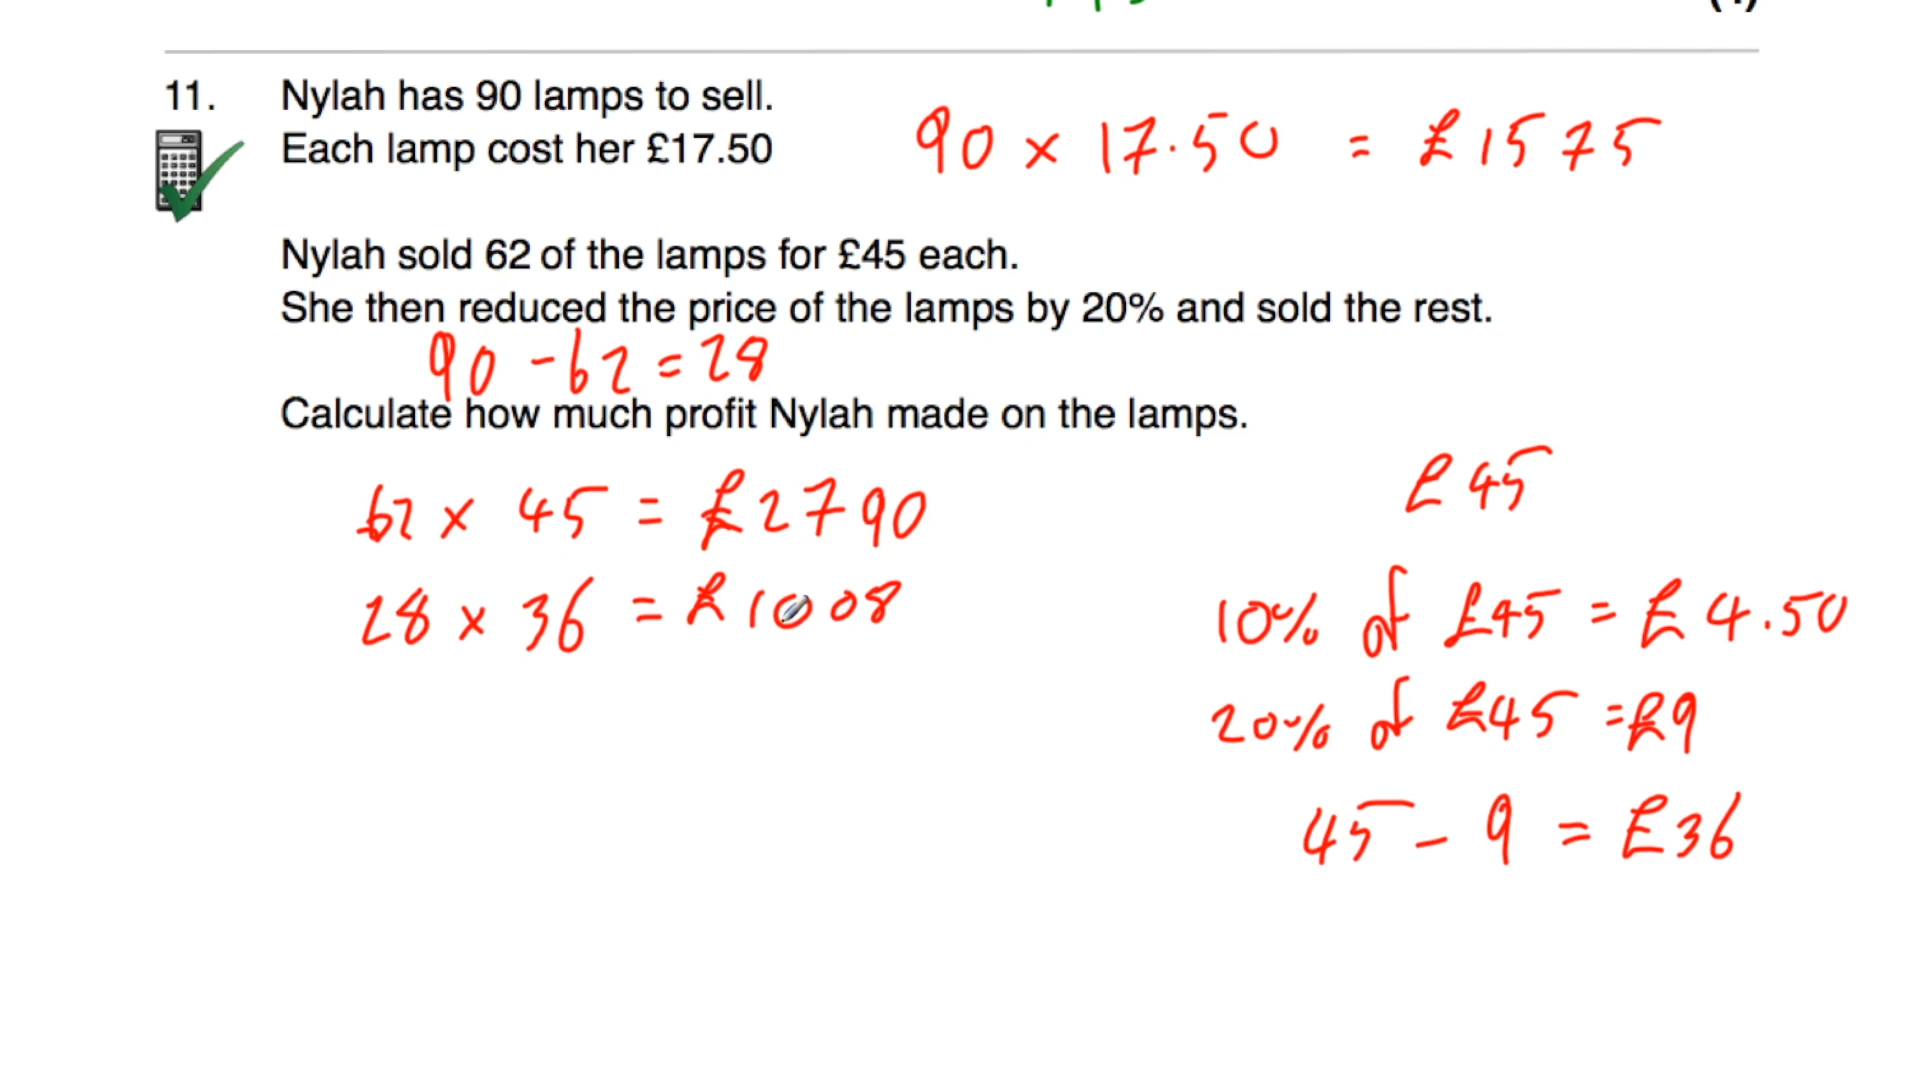 11. Nylah has 90 lamps to sell.
Each lamp cost her £17.50
90 × 17.50 = £1575
Nylah sold 62 of the lamps for £45 each.
She then reduced the price of the lamps by 20% and sold the rest.
90 - 62 = 28
Calculate how much profit Nylah made on the lamps.
62 × 45 = £2790
28 × 36 = £1008
£45
10% of £45 = £4.50
20% of £45 = £9
45 - 9 = £36